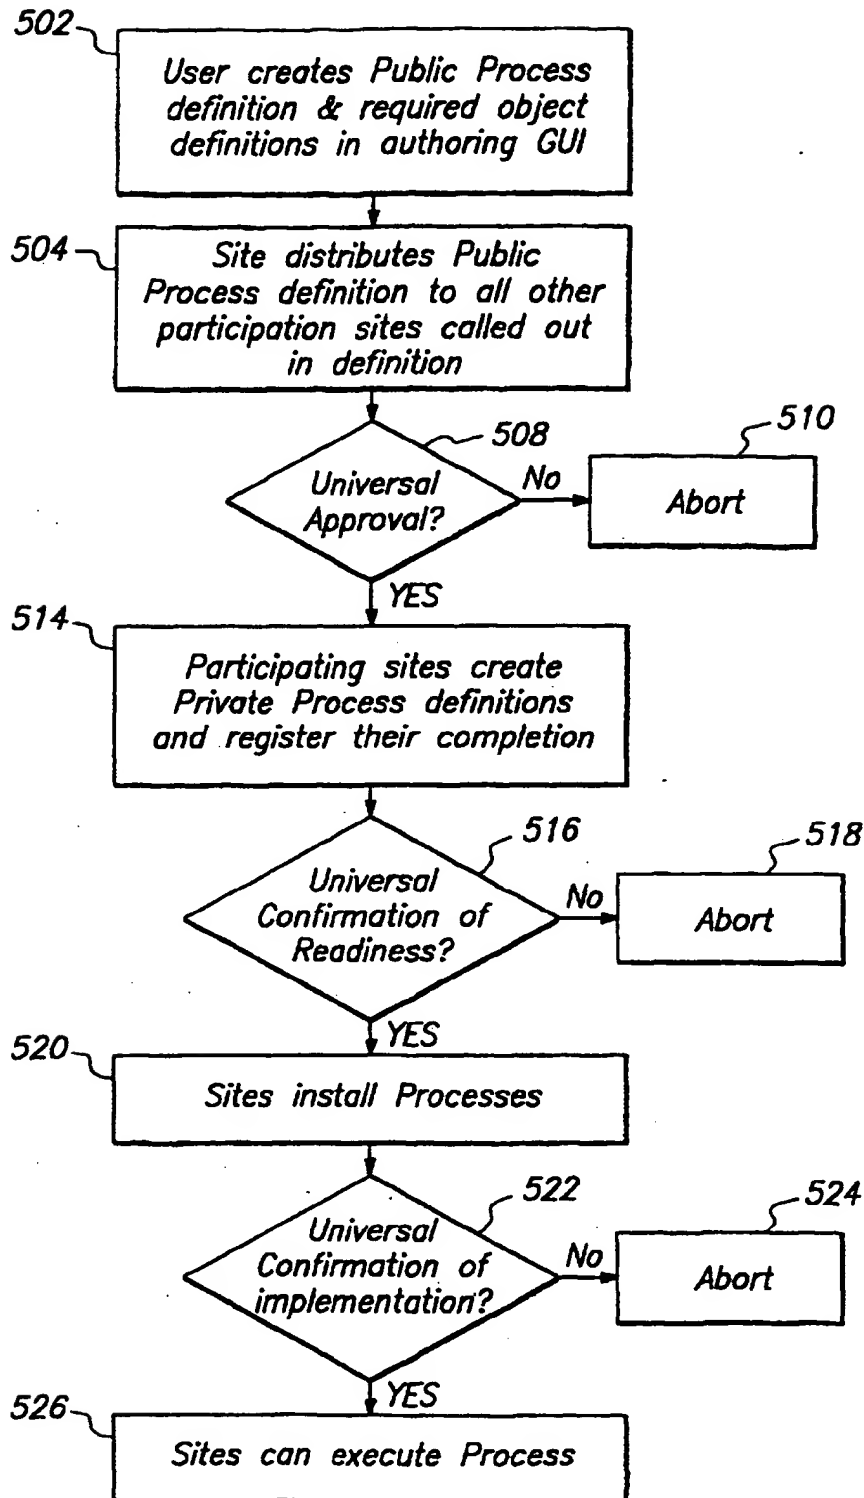 502
User creates Public Process
definition & required object
definitions in authoring GUI
504
Site distributes Public
Process definition to all other
participation sites called out
in definition
508
Universal
Approval?
No
510
Abort
YES
514
Participating sites create
Private Process definitions
and register their completion
516
Universal
Confirmation of
Readiness?
No
518
Abort
YES
520
Sites install Processes
522
Universal
Confirmation of
implementation?
No
524
Abort
YES
526
Sites can execute Process